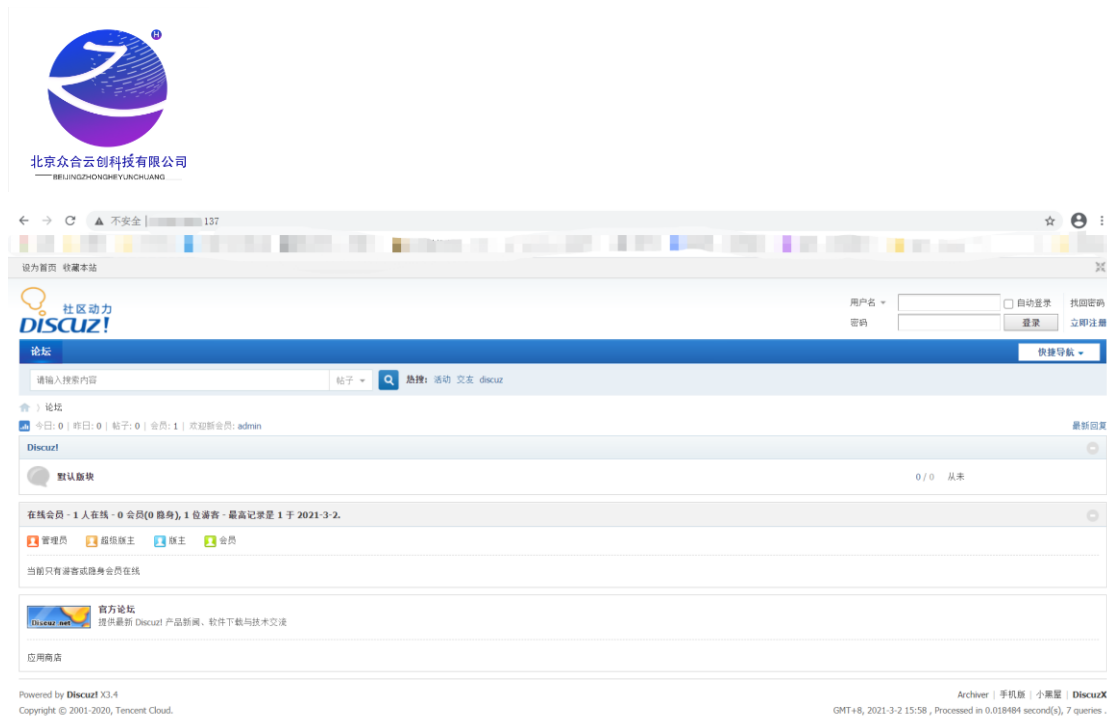 H
北京众合云创科技有限公司
BEIJINGZHONGHEYUNCHUANG
不安全 137
设为首页 收藏本站
社区动力
DISCUZ!
用户名 自动登录 找回密码
密码 登录 立即注册
论坛 快捷导航
请输入搜索内容 帖子 热搜: 活动 交友 discuz
论坛
今日: 0 | 昨日: 0 | 帖子: 0 | 会员: 1 | 欢迎新会员: admin 最新回复
Discuz!
默认版块 0 / 0 从未
在线会员 - 1 人在线 - 0 会员(0 隐身), 1 位游客 - 最高记录是 1 于 2021-3-2.
管理员 超级版主 版主 会员
当前只有游客或隐身会员在线
Discuz.net 官方论坛
提供最新 Discuz! 产品新闻、软件下载与技术交流
应用商店
Powered by Discuz! X3.4 Archiver | 手机版 | 小黑屋 | DiscuzX
Copyright © 2001-2020, Tencent Cloud. GMT+8, 2021-3-2 15:58 , Processed in 0.018484 second(s), 7 queries .